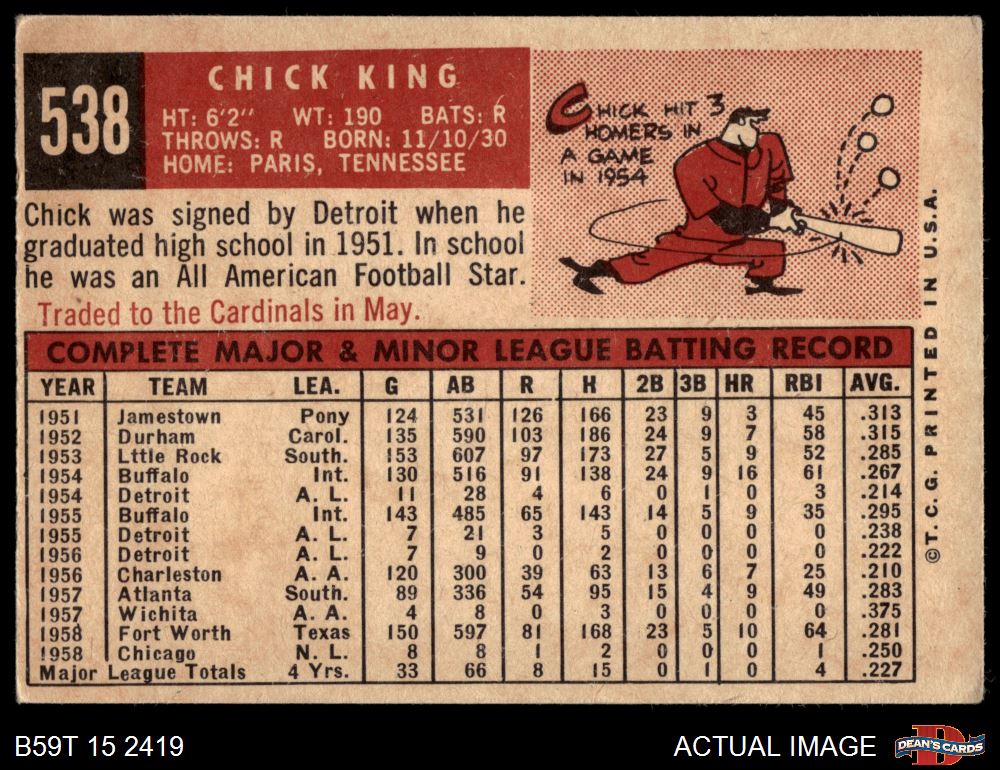 538
CHICK KING
HT: 6'2" WT: 190 BATS: R
THROWS: R BORN: 11/10/30
HOME: PARIS, TENNESSEE
CHICK HIT 3
HOMERS IN
A GAME
IN 1954
Chick was signed by Detroit when he
graduated high school in 1951. In school
he was an All American Football Star.
Traded to the Cardinals in May.
COMPLETE MAJOR & MINOR LEAGUE BATTING RECORD
YEAR TEAM LEA. G AB R H 2B 3B HR RBI AVG.
1951 Jamestown Pony 124 531 126 166 23 9 3 45 .313
1952 Durham Carol. 135 590 103 186 24 9 7 58 .315
1953 Lttle Rock South. 153 607 97 173 27 5 9 52 .285
1954 Buffalo Int. 130 516 91 138 24 9 16 61 .267
1954 Detroit A. L. 11 28 4 6 0 1 0 3 .214
1955 Buffalo Int. 143 485 65 143 14 5 9 35 .295
1955 Detroit A. L. 7 21 3 5 0 0 0 0 .238
1956 Detroit A. L. 7 9 0 2 0 0 0 0 .222
1956 Charleston A. A. 120 300 39 63 13 6 7 25 .210
1957 Atlanta South. 89 336 54 95 15 4 9 49 .283
1957 Wichita A. A. 4 8 0 3 0 0 0 0 .375
1958 Fort Worth Texas 150 597 81 168 23 5 10 64 .281
1958 Chicago N. L. 8 8 1 2 0 0 0 1 .250
Major League Totals 4 Yrs. 33 66 8 15 0 1 0 4 .227
©T. C. G. PRINTED IN U.S.A.
B59T 15 2419
ACTUAL IMAGE
D
DEAN'S CARDS